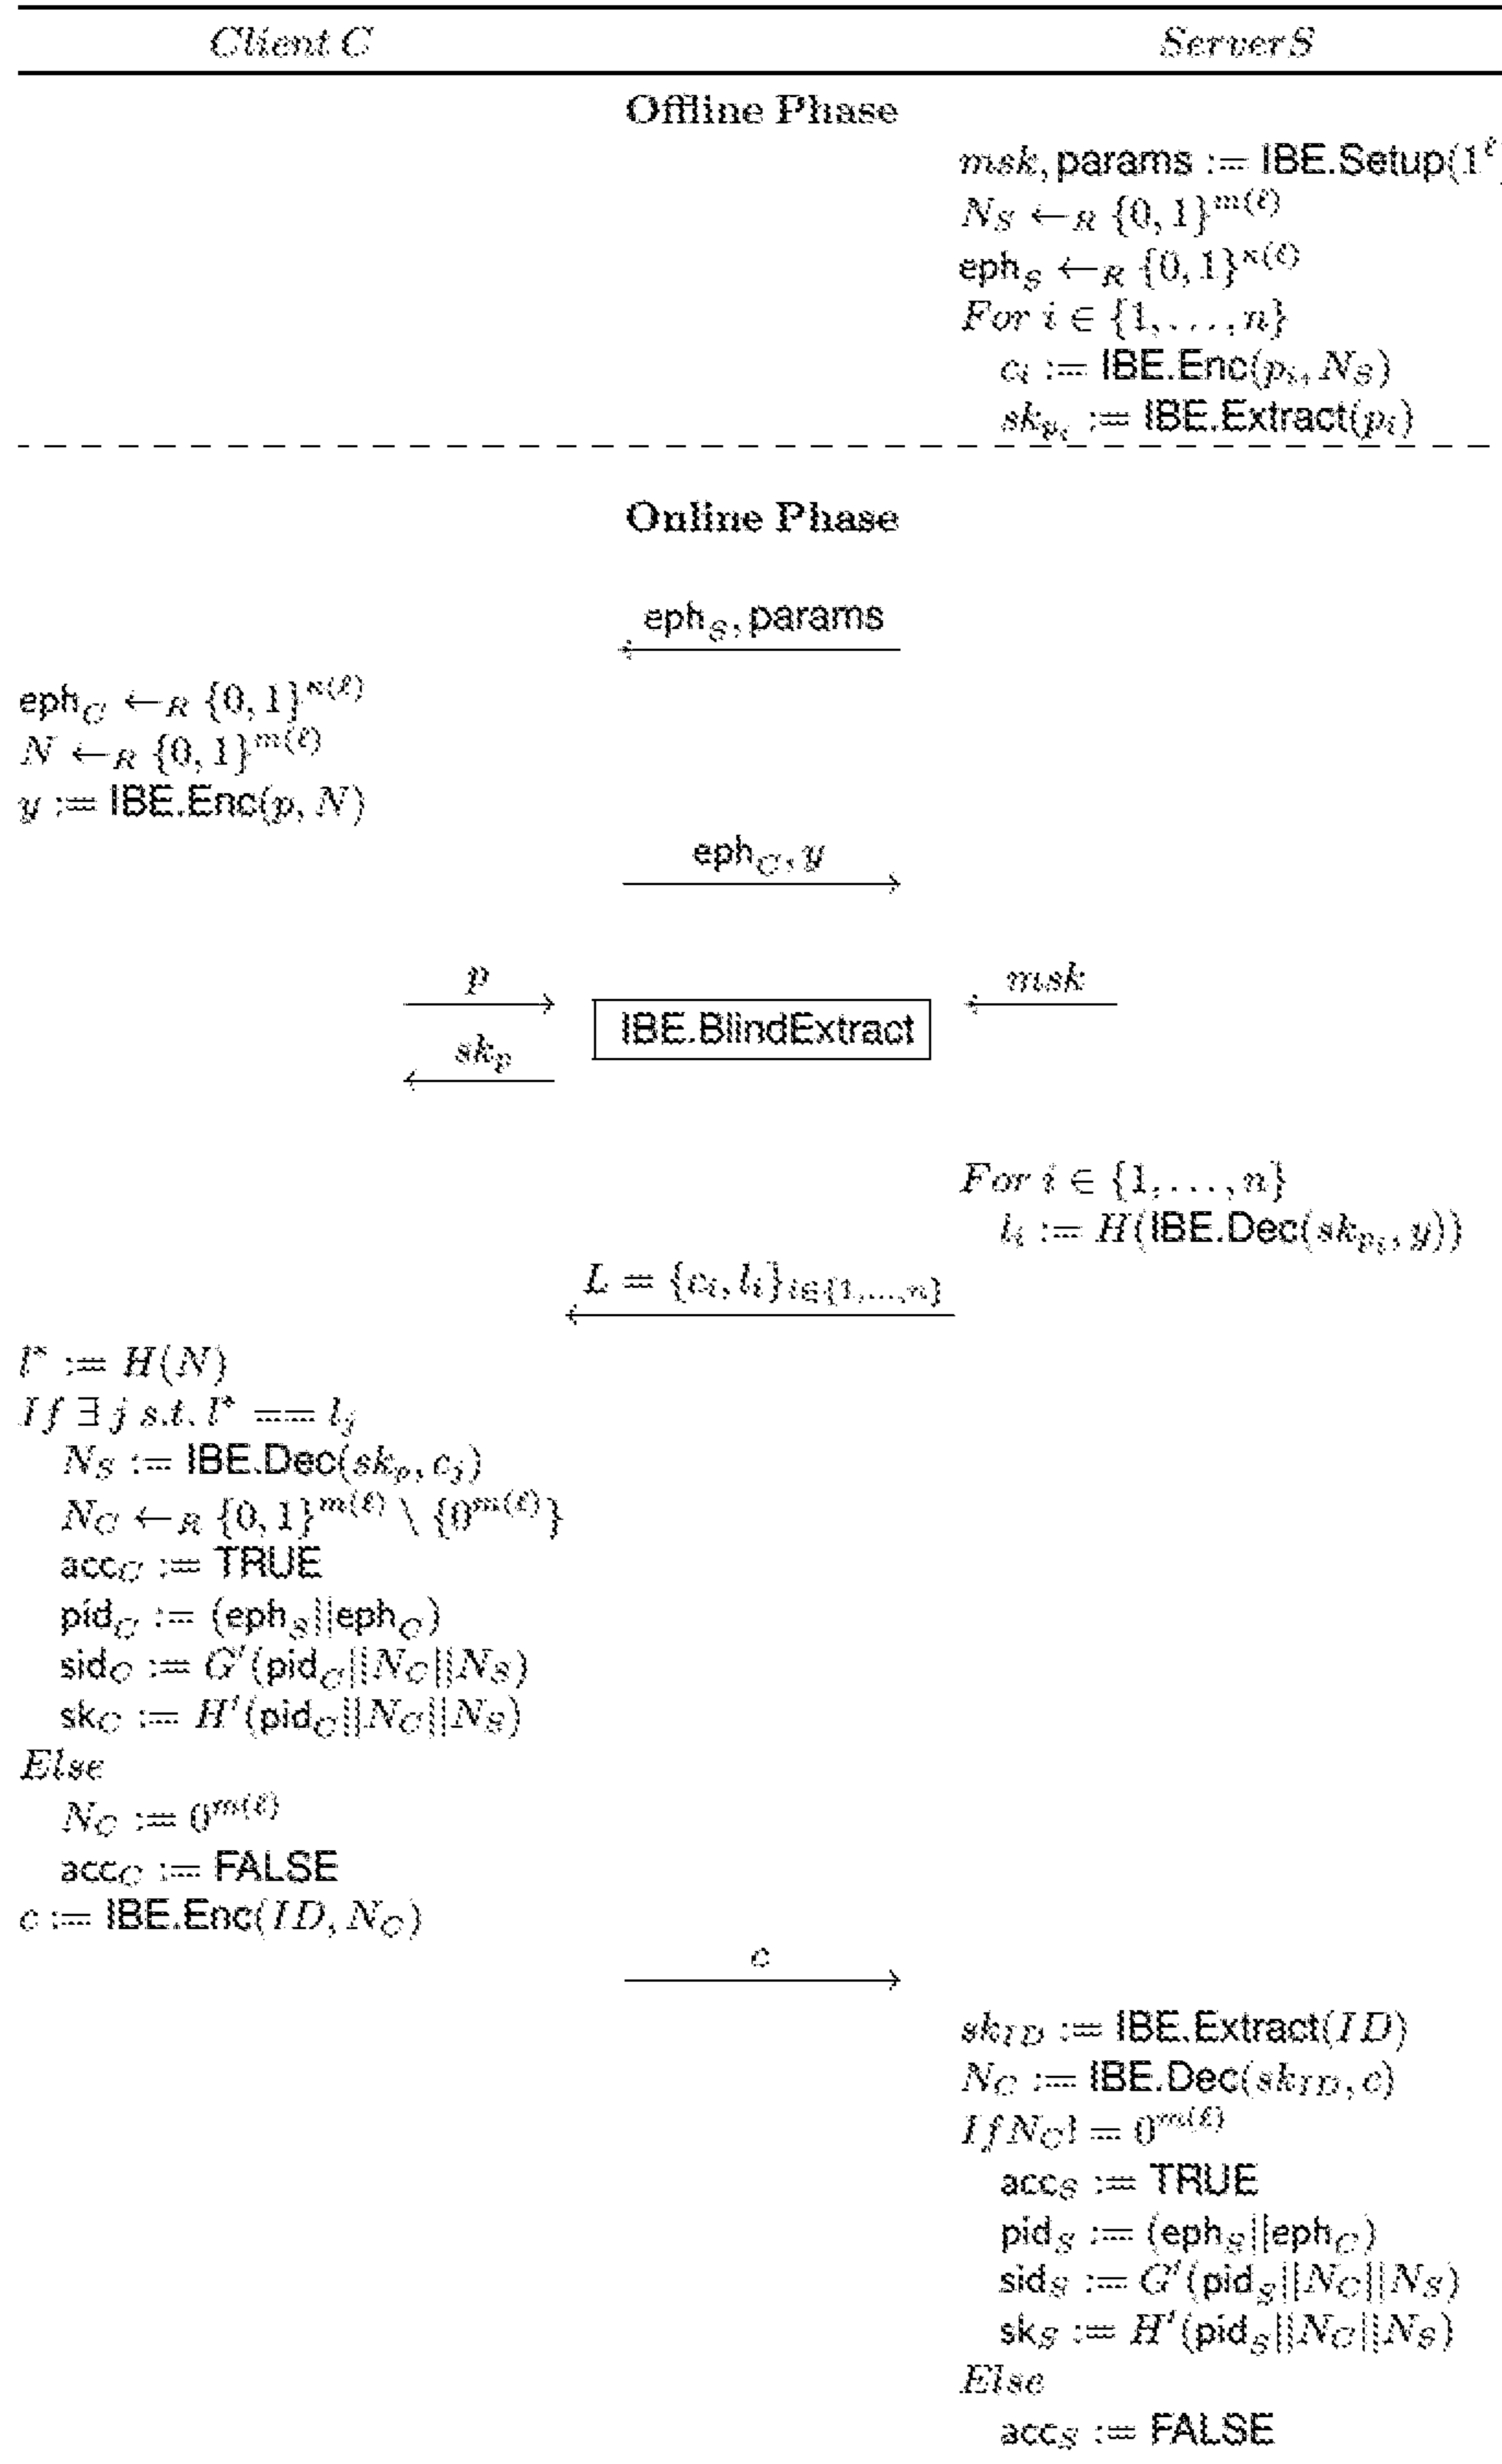 Client C
Server S
Offline Phase
msk, params := IBE.Setup(1^ℓ)
N_S ←_R {0, 1}^{m(ℓ)}
eph_S ←_R {0, 1}^{κ(ℓ)}
For i ∈ {1, . . . , n}
c_i := IBE.Enc(p_i, N_S)
sk_{p_i} := IBE.Extract(p_i)
Online Phase
eph_S, params
eph_C ←_R {0, 1}^{κ(ℓ)}
N ←_R {0, 1}^{m(ℓ)}
y := IBE.Enc(p, N)
eph_C, y
p
msk
IBE.BlindExtract
sk_p
For i ∈ {1, . . . , n}
l_i := H(IBE.Dec(sk_{p_i}, y))
L = {c_i, l_i}_{i∈{1,...,n}}
l* := H(N)
If ∃ j s.t. l* == l_j
N_S := IBE.Dec(sk_p, c_j)
N_C ←_R {0, 1}^{m(ℓ)} \ {0^{m(ℓ)}}
acc_C := TRUE
pid_C := (eph_S||eph_C)
sid_C := G'(pid_C||N_C||N_S)
sk_C := H'(pid_C||N_C||N_S)
Else
N_C := 0^{m(ℓ)}
acc_C := FALSE
c := IBE.Enc(ID, N_C)
c
sk_{ID} := IBE.Extract(ID)
N_C := IBE.Dec(sk_{ID}, c)
If N_C! = 0^{m(ℓ)}
acc_S := TRUE
pid_S := (eph_S||eph_C)
sid_S := G'(pid_S||N_C||N_S)
sk_S := H'(pid_S||N_C||N_S)
Else
acc_S := FALSE